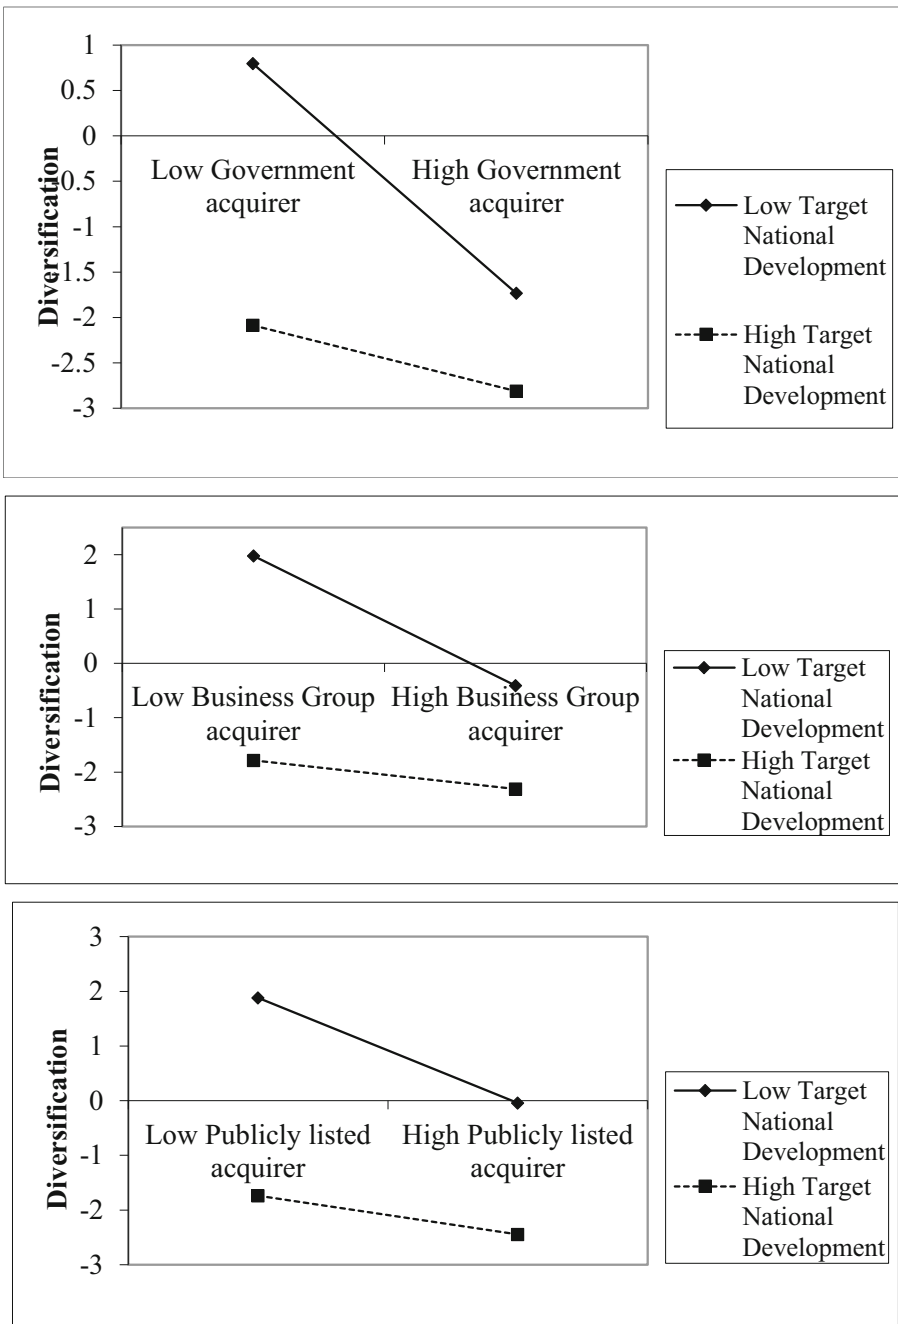 1
0.5
0
-0.5
-1
-1.5
-2
-2.5
-3
Diversification
Low Government
acquirer
High Government
acquirer
Low Target
National
Development
High Target
National
Development
2
1
0
-1
-2
-3
Diversification
Low Business Group
acquirer
High Business Group
acquirer
Low Target
National
Development
High Target
National
Development
3
2
1
0
-1
-2
-3
Diversification
Low Publicly listed
acquirer
High Publicly listed
acquirer
Low Target
National
Development
High Target
National
Development